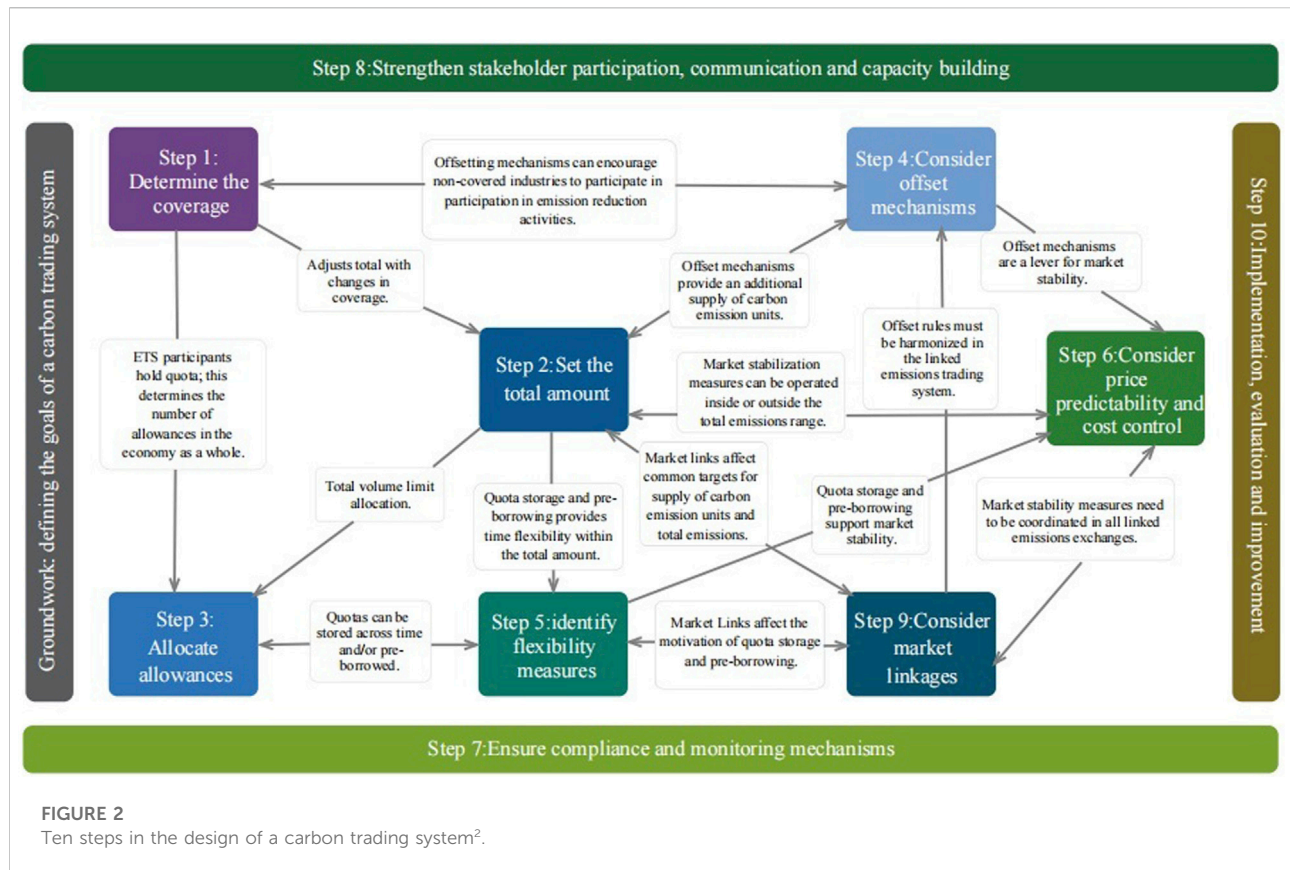 Step 8:Strengthen stakeholder participation, communication and capacity building
Groundwork: defining the goals of a carbon trading system
Step 1:
Determine the
coverage
Offsetting mechanisms can encourage
non-covered industries to participate in
participation in emission reduction
activities.
Step 4:Consider
offset
mechanisms
Step 10:Implementation, evaluation and improvement
Adjusts total with
changes in
coverage.
Offset mechanisms
provide an additional
supply of carbon
emission units.
Offset mechanisms
are a lever for market
stability.
ETS participants
hold quota; this
determines the
number of
allowances in the
economy as a whole.
Step 2:Set the
total amount
Market stabilization
measures can be operated
inside or outside the
total emissions range.
Offset rules must
be harmonized in
the linked
emissions trading
system.
Step 6:Consider
price
predictability and
cost control
Total volume limit
allocation.
Quota storage and pre-
borrowing provides
time flexibility within
the total amount.
Market links affect
common targets for
supply of carbon
emission units and
total emissions.
Quota storage and
pre-borrowing
support market
stability.
Market stability measures need
to be coordinated in all linked
emissions exchanges.
Step 3:
Allocate
allowances
Quotas can be
stored across time
and/or pre-
borrowed.
Step 5:identify
flexibility
measures
Market Links affect the
motivation of quota storage
and pre-borrowing.
Step 9:Consider
market
linkages
Step 7:Ensure compliance and monitoring mechanisms
FIGURE 2
Ten steps in the design of a carbon trading system².